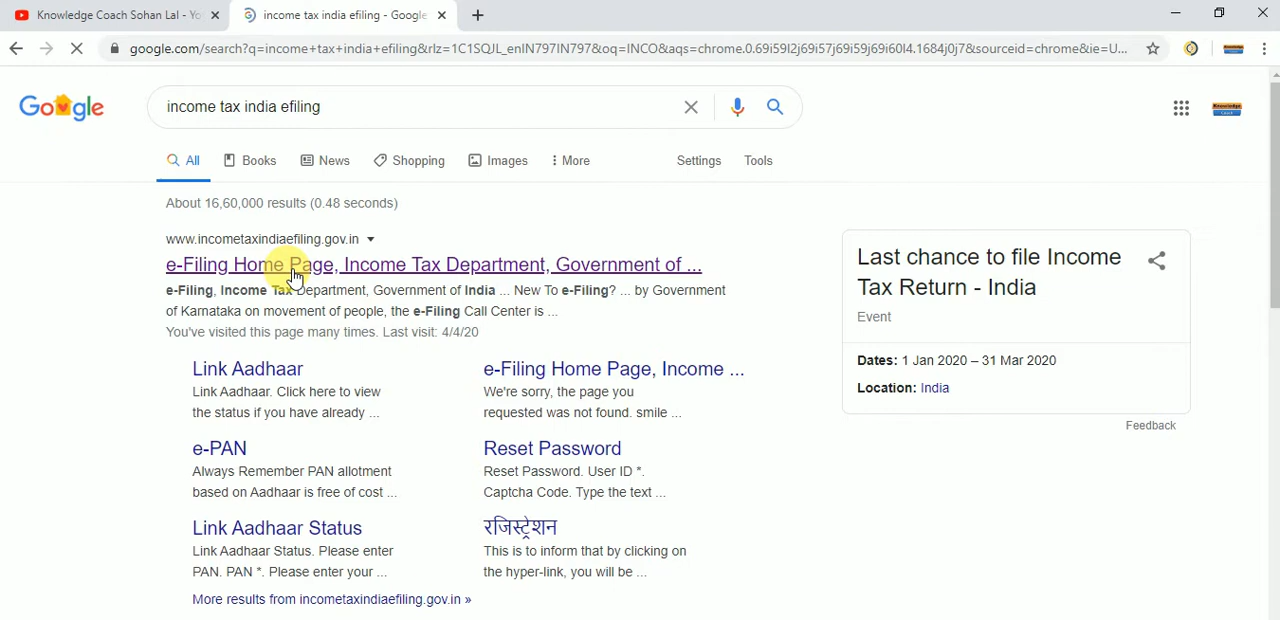 Knowledge Coach Sohan Lal - Yo
income tax india efiling - Google
google.com/search?q=income+tax+india+efiling&rlz=1C1SQJL_enIN797IN797&oq=INCO&aqs=chrome.0.69i59l2j69i57j69i59j69i60l4.1684j0j7&sourceid=chrome&ie=U...
Google
income tax india efiling
All Books News Shopping Images More Settings Tools
About 16,60,000 results (0.48 seconds)
www.incometaxindiaefiling.gov.in
e-Filing Home Page, Income Tax Department, Government of ...
e-Filing, Income Tax Department, Government of India ... New To e-Filing? ... by Government
of Karnataka on movement of people, the e-Filing Call Center is ...
You've visited this page many times. Last visit: 4/4/20
Link Aadhaar
Link Aadhaar. Click here to view
the status if you have already ...
e-Filing Home Page, Income ...
We're sorry, the page you
requested was not found. smile ...
e-PAN
Always Remember PAN allotment
based on Aadhaar is free of cost ...
Reset Password
Reset Password. User ID *.
Captcha Code. Type the text ...
Link Aadhaar Status
Link Aadhaar Status. Please enter
PAN. PAN *. Please enter your ...
रजिस्ट्रेशन
This is to inform that by clicking on
the hyper-link, you will be ...
More results from incometaxindiaefiling.gov.in »
Last chance to file Income
Tax Return - India
Event
Dates: 1 Jan 2020 – 31 Mar 2020
Location: India
Feedback